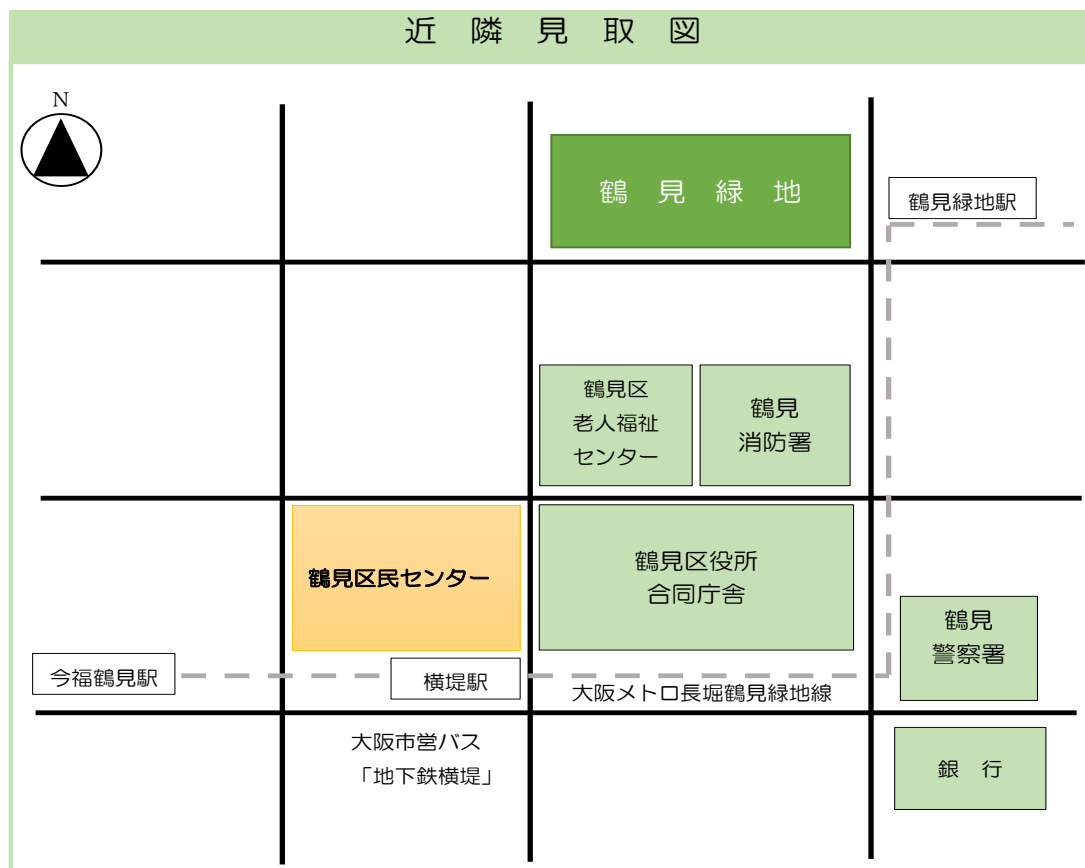 近 隣 見 取 図
N
鶴 見 緑 地
鶴見緑地駅
鶴見区
老人福祉
センター
鶴見
消防署
鶴見区民センター
鶴見区役所
合同庁舎
鶴見
警察署
今福鶴見駅
横堤駅
大阪メトロ長堀鶴見緑地線
大阪市営バス
「地下鉄横堤」
銀 行